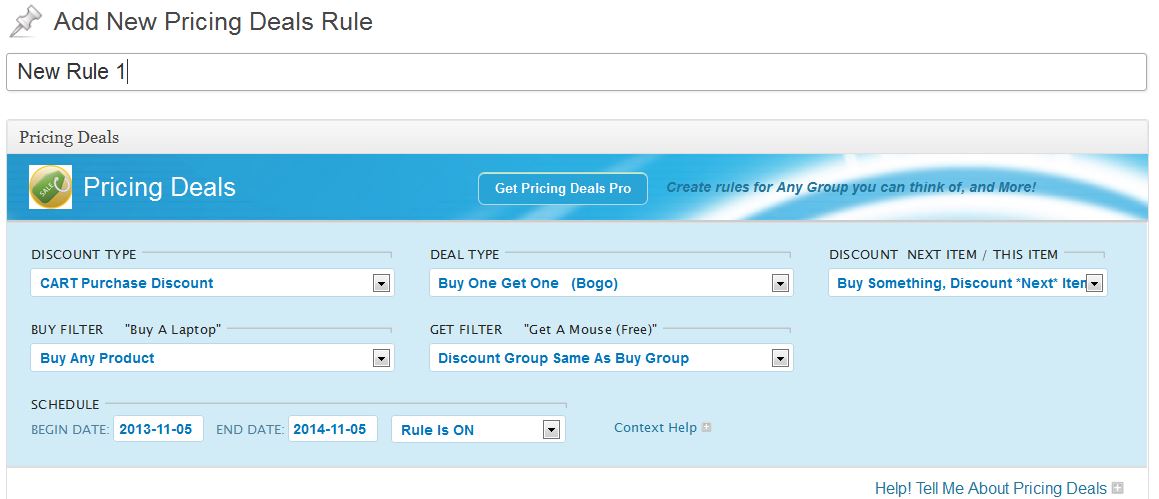 Add New Pricing Deals Rule
New Rule 1
Pricing Deals
SALE
Pricing Deals
Get Pricing Deals Pro
Create rules for Any Group you can think of, and More!
DISCOUNT TYPE
DEAL TYPE
DISCOUNT NEXT ITEM / THIS ITEM
CART Purchase Discount
Buy One Get One (Bogo)
Buy Something, Discount *Next* Iten
BUY FILTER "Buy A Laptop"
GET FILTER "Get A Mouse (Free)"
Buy Any Product
Discount Group Same As Buy Group
SCHEDULE
BEGIN DATE: 2013-11-05 END DATE: 2014-11-05 Rule Is ON
Context Help
Help! Tell Me About Pricing Deals